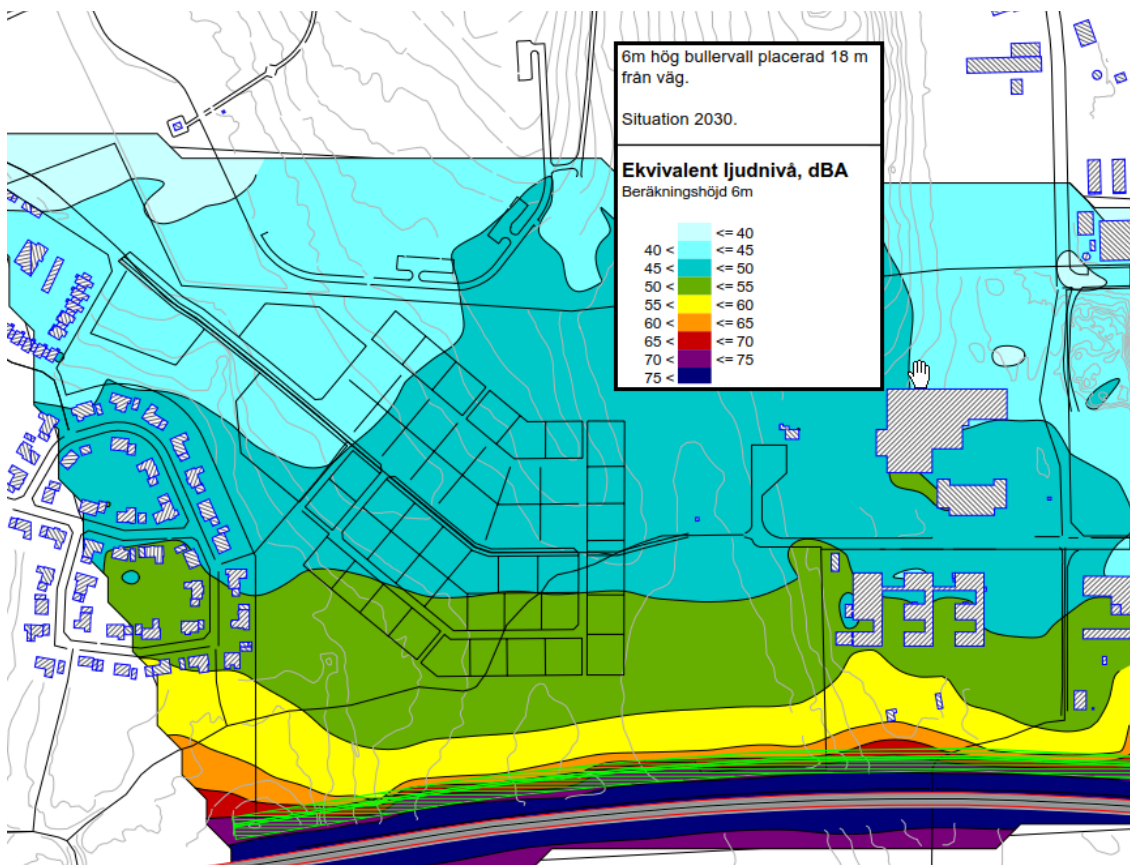 6m hög bullervall placerad 18 m
från väg.
Situation 2030.
Ekvivalent ljudnivå, dBA
Beräkningshöjd 6m
<= 40
40 < <= 45
45 < <= 50
50 < <= 55
55 < <= 60
60 < <= 65
65 < <= 70
70 < <= 75
75 <